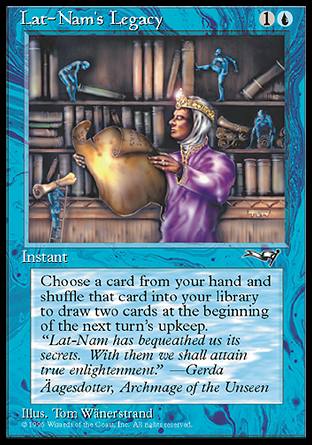 Lat-Nam's Legacy 1
Instant
Choose a card from your hand and
shuffle that card into your library
to draw two cards at the beginning
of the next turn's upkeep.
"Lat-Nam has bequeathed us its
secrets. With them we shall attain
true enlightenment." —Gerda
Äagesdotter, Archmage of the Unseen
Illus. Tom Wänerstrand
© 1996 Wizards of the Coast, Inc. All rights reserved.